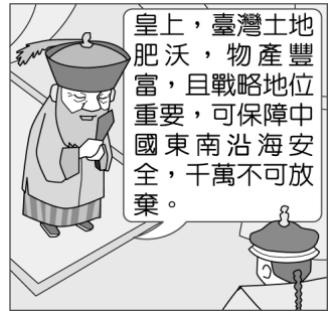 皇上，臺灣土地
肥沃，物產豐
富，且戰略地位
重要，可保障中
國東南沿海安
全，千萬不可放
棄。